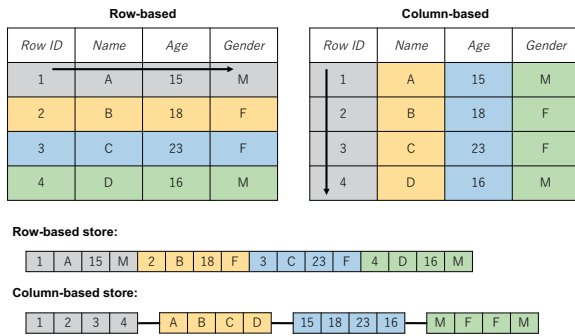 Row-based
Row ID Name Age Gender
1 A 15 M
2 B 18 F
3 C 23 F
4 D 16 M
Column-based
Row ID Name Age Gender
1 A 15 M
2 B 18 F
3 C 23 F
4 D 16 M
Row-based store:
1 A 15 M 2 B 18 F 3 C 23 F 4 D 16 M
Column-based store:
1 2 3 4 A B C D 15 18 23 16 M F F M